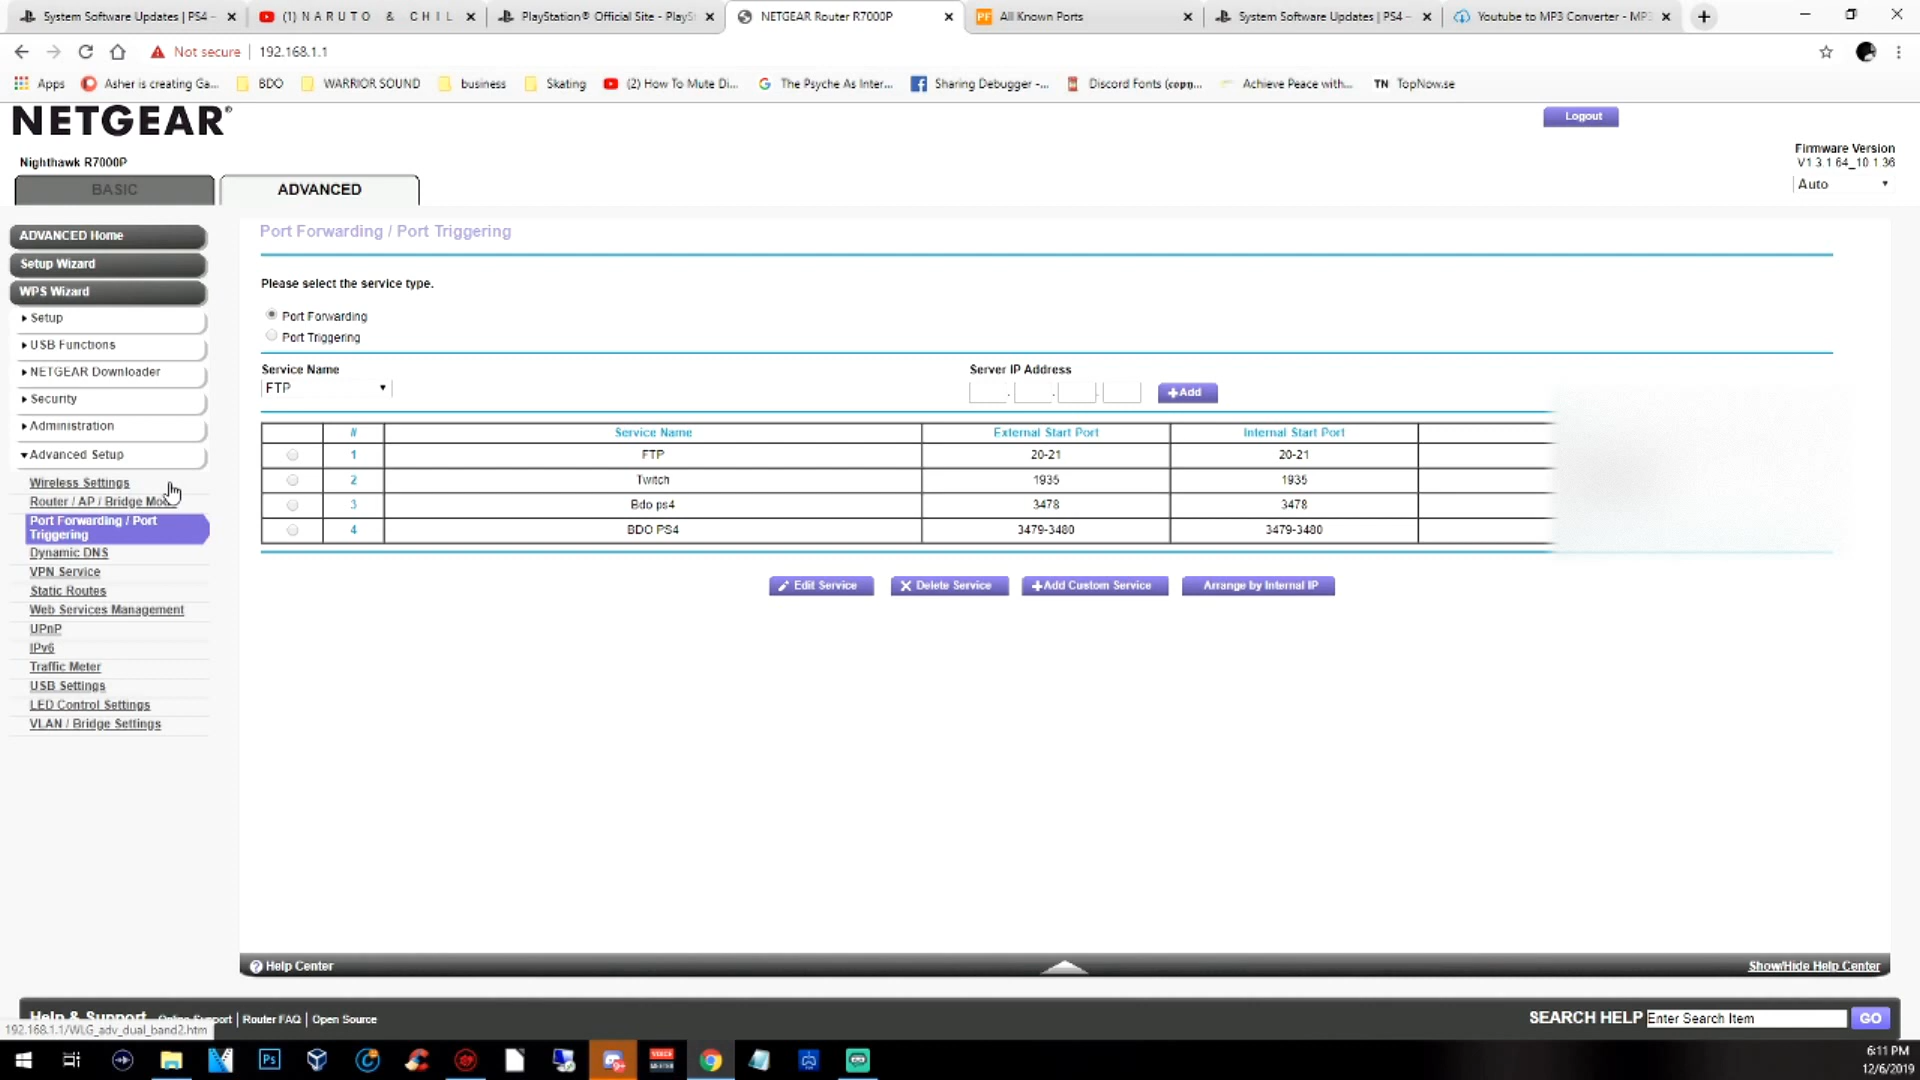 System Software Updates | PS4 -
(1) N A R U T O & C H I L
PlayStation® Official Site - PlayS
NETGEAR Router R7000P
All Known Ports
System Software Updates | PS4 -
Youtube to MP3 Converter - MP3
Not secure | 192.168.1.1
Apps
Asher is creating Ga...
BDO
WARRIOR SOUND
business
Skating
(2) How To Mute Di...
The Psyche As Inter...
Sharing Debugger -...
Discord Fonts (copy...
Achieve Peace with...
TN TopNow.se
NETGEAR®
Logout
Nighthawk R7000P
Firmware Version
V1.3.1.64_10.1.36
Auto
BASIC
ADVANCED
ADVANCED Home
Setup Wizard
WPS Wizard
Setup
USB Functions
NETGEAR Downloader
Security
Administration
Advanced Setup
Wireless Settings
Router / AP / Bridge Mo
Port Forwarding / Port
Triggering
Dynamic DNS
VPN Service
Static Routes
Web Services Management
UPnP
IPv6
Traffic Meter
USB Settings
LED Control Settings
VLAN / Bridge Settings
Port Forwarding / Port Triggering
Please select the service type.
Port Forwarding
Port Triggering
Service Name
FTP
Server IP Address
+Add
# Service Name External Start Port Internal Start Port
1 FTP 20-21 20-21
2 Twitch 1935 1935
3 Bdo ps4 3478 3478
4 BDO PS4 3479-3480 3479-3480
Edit Service
Delete Service
+Add Custom Service
Arrange by Internal IP
Help Center
Show/Hide Help Center
Help & Support Online Support | Router FAQ | Open Source
SEARCH HELP Enter Search Item GO
192.168.1.1/WLG_adv_dual_band2.htm
6:11 PM
12/6/2019